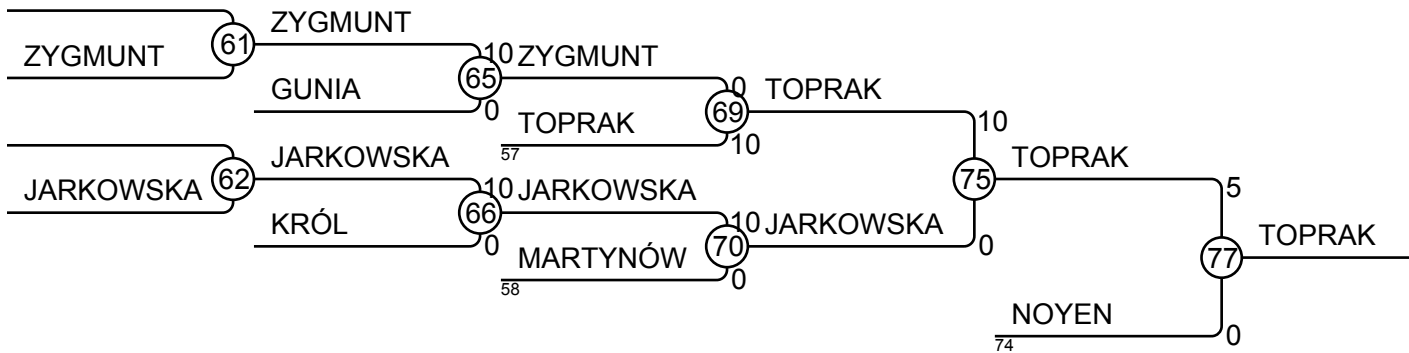 ZYGMUNT
61
ZYGMUNT
10
ZYGMUNT
65
GUNIA
0
0
TOPRAK
69
TOPRAK
57
10
10
JARKOWSKA
62
JARKOWSKA
10
JARKOWSKA
66
KRÓL
0
10
JARKOWSKA
70
MARTYNÓW
58
0
75
0
TOPRAK
5
77
TOPRAK
NOYEN
74
0